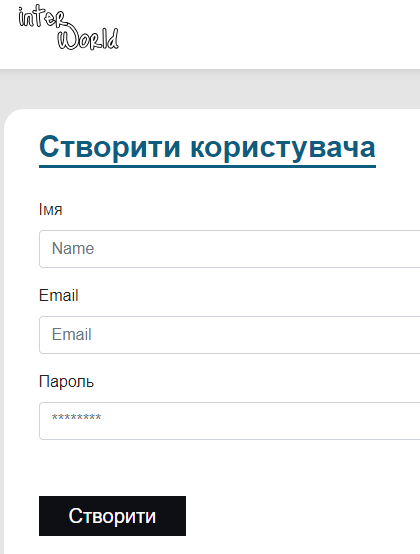 inter
World
Створити користувача
Імя
Name
Email
Email
Пароль
********
Створити